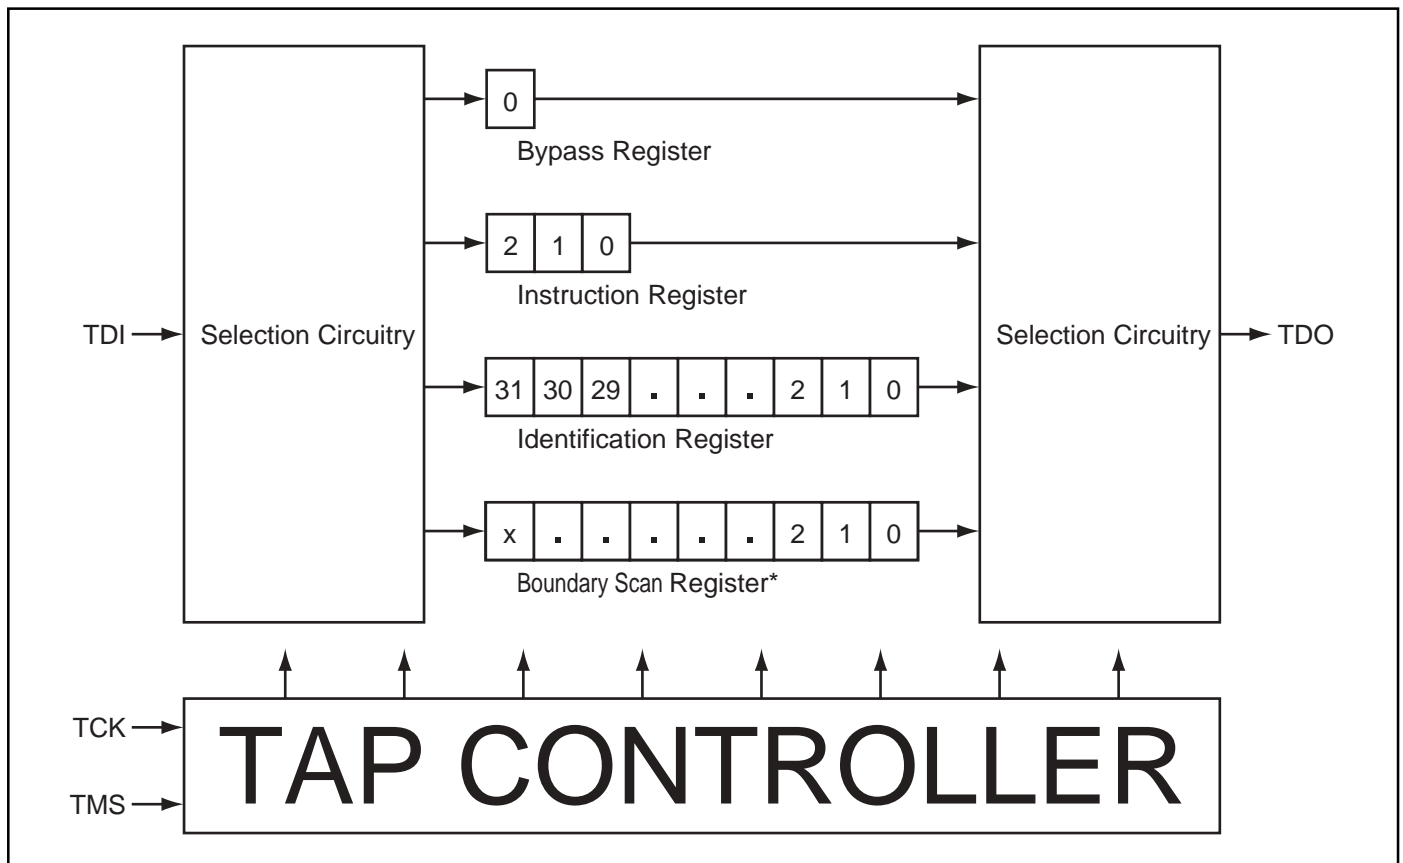 0
Bypass Register
2 1 0
Instruction Register
TDI
Selection Circuitry
Selection Circuitry
TDO
31 30 29 . . . 2 1 0
Identification Register
x . . . . . 2 1 0
Boundary Scan Register*
TCK
TMS
TAP CONTROLLER